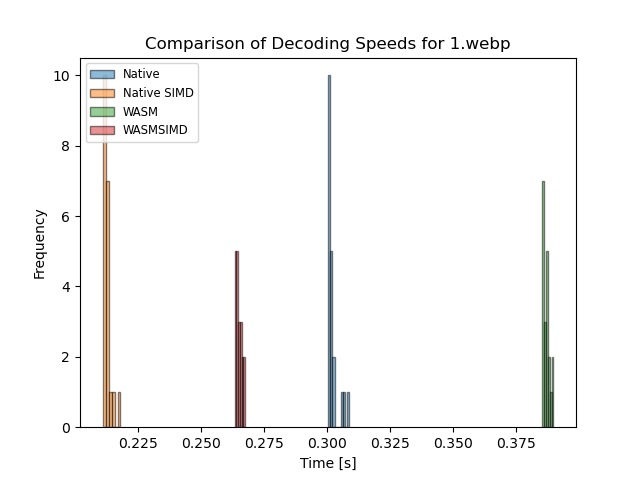 Comparison of Decoding Speeds for 1.webp
Native
Native SIMD
WASM
WASMSIMD
10
8
6
4
2
0
Frequency
0.225 0.250 0.275 0.300 0.325 0.350 0.375
Time [s]